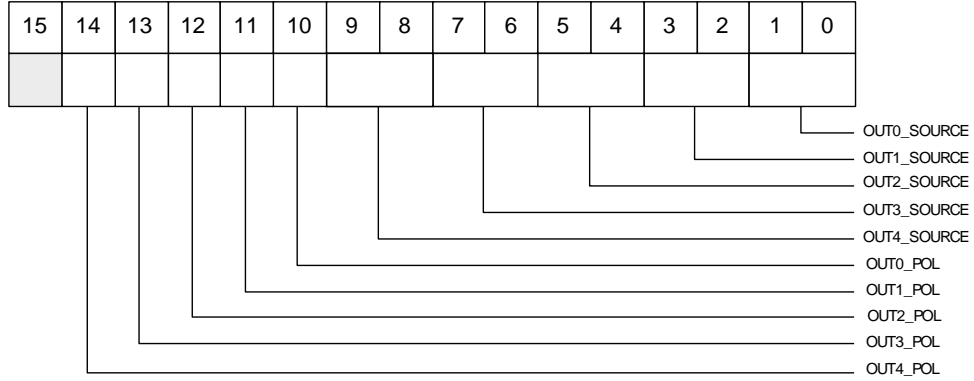 15 14 13 12 11 10 9 8 7 6 5 4 3 2 1 0
OUT0_SOURCE
OUT1_SOURCE
OUT2_SOURCE
OUT3_SOURCE
OUT4_SOURCE
OUT0_POL
OUT1_POL
OUT2_POL
OUT3_POL
OUT4_POL